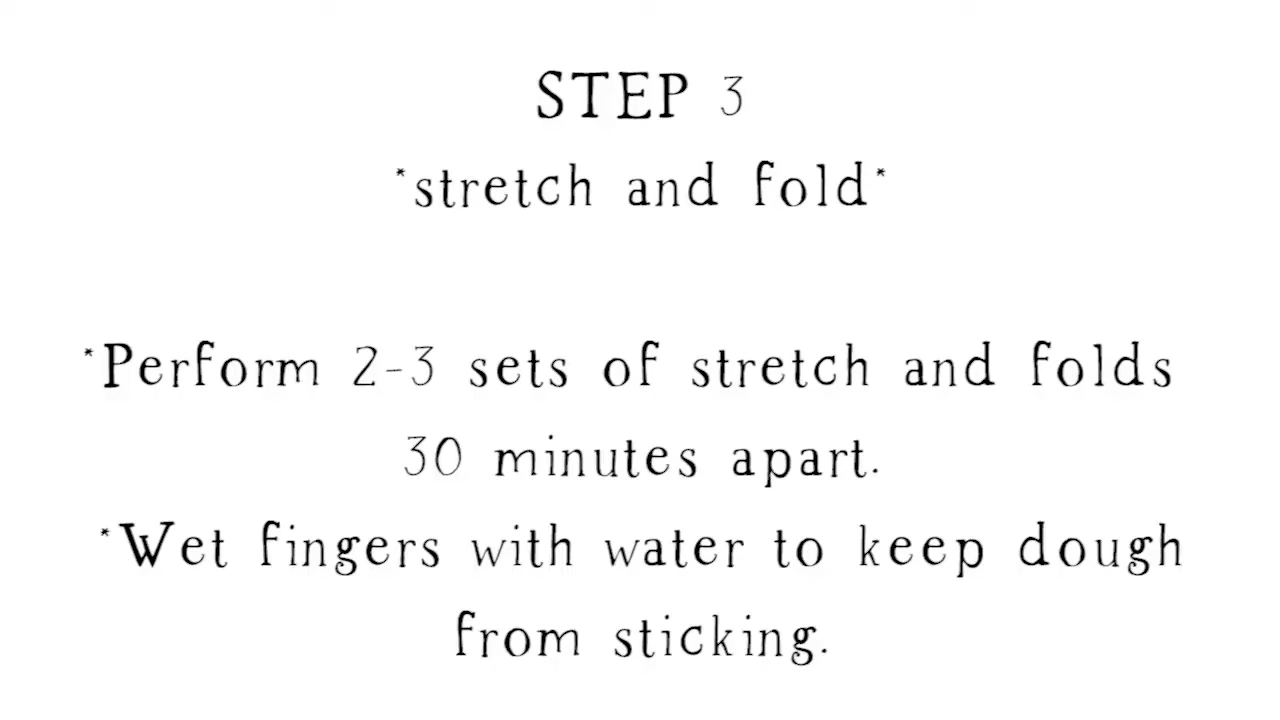 STEP 3
*stretch and fold*
*Perform 2-3 sets of stretch and folds
30 minutes apart.
*Wet fingers with water to keep dough
from sticking.